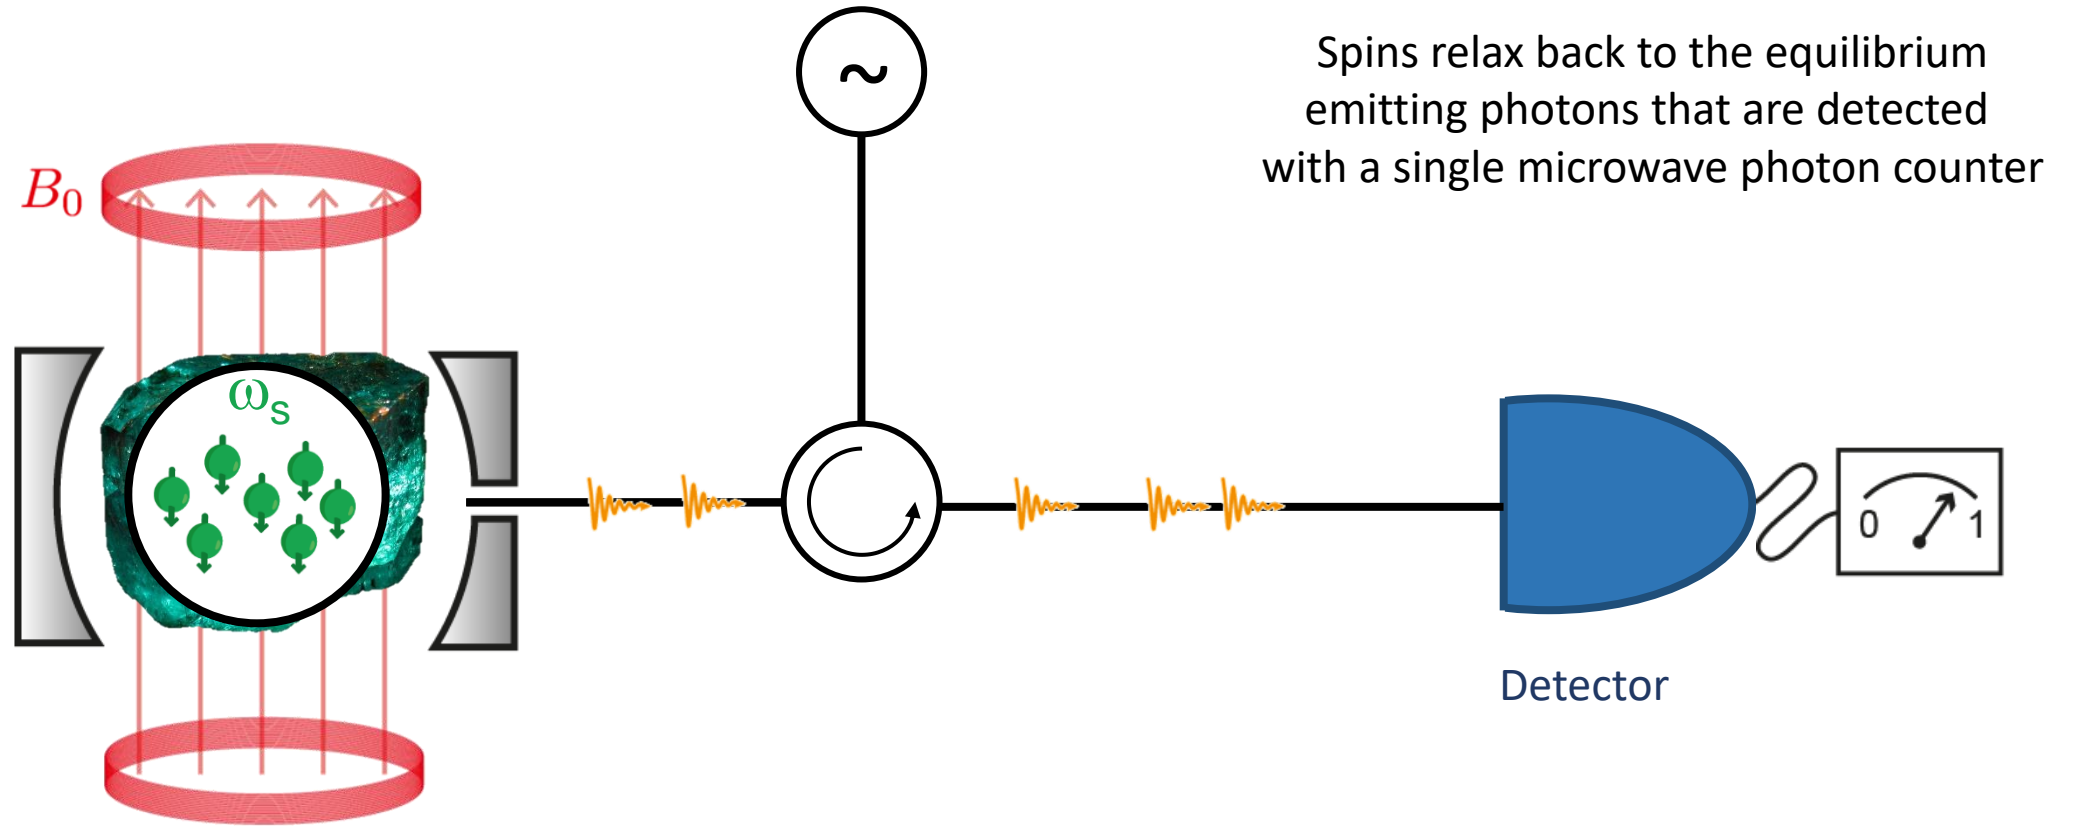 ~
Spins relax back to the equilibrium
emitting photons that are detected
with a single microwave photon counter
B₀
ωₛ
0 1
Detector